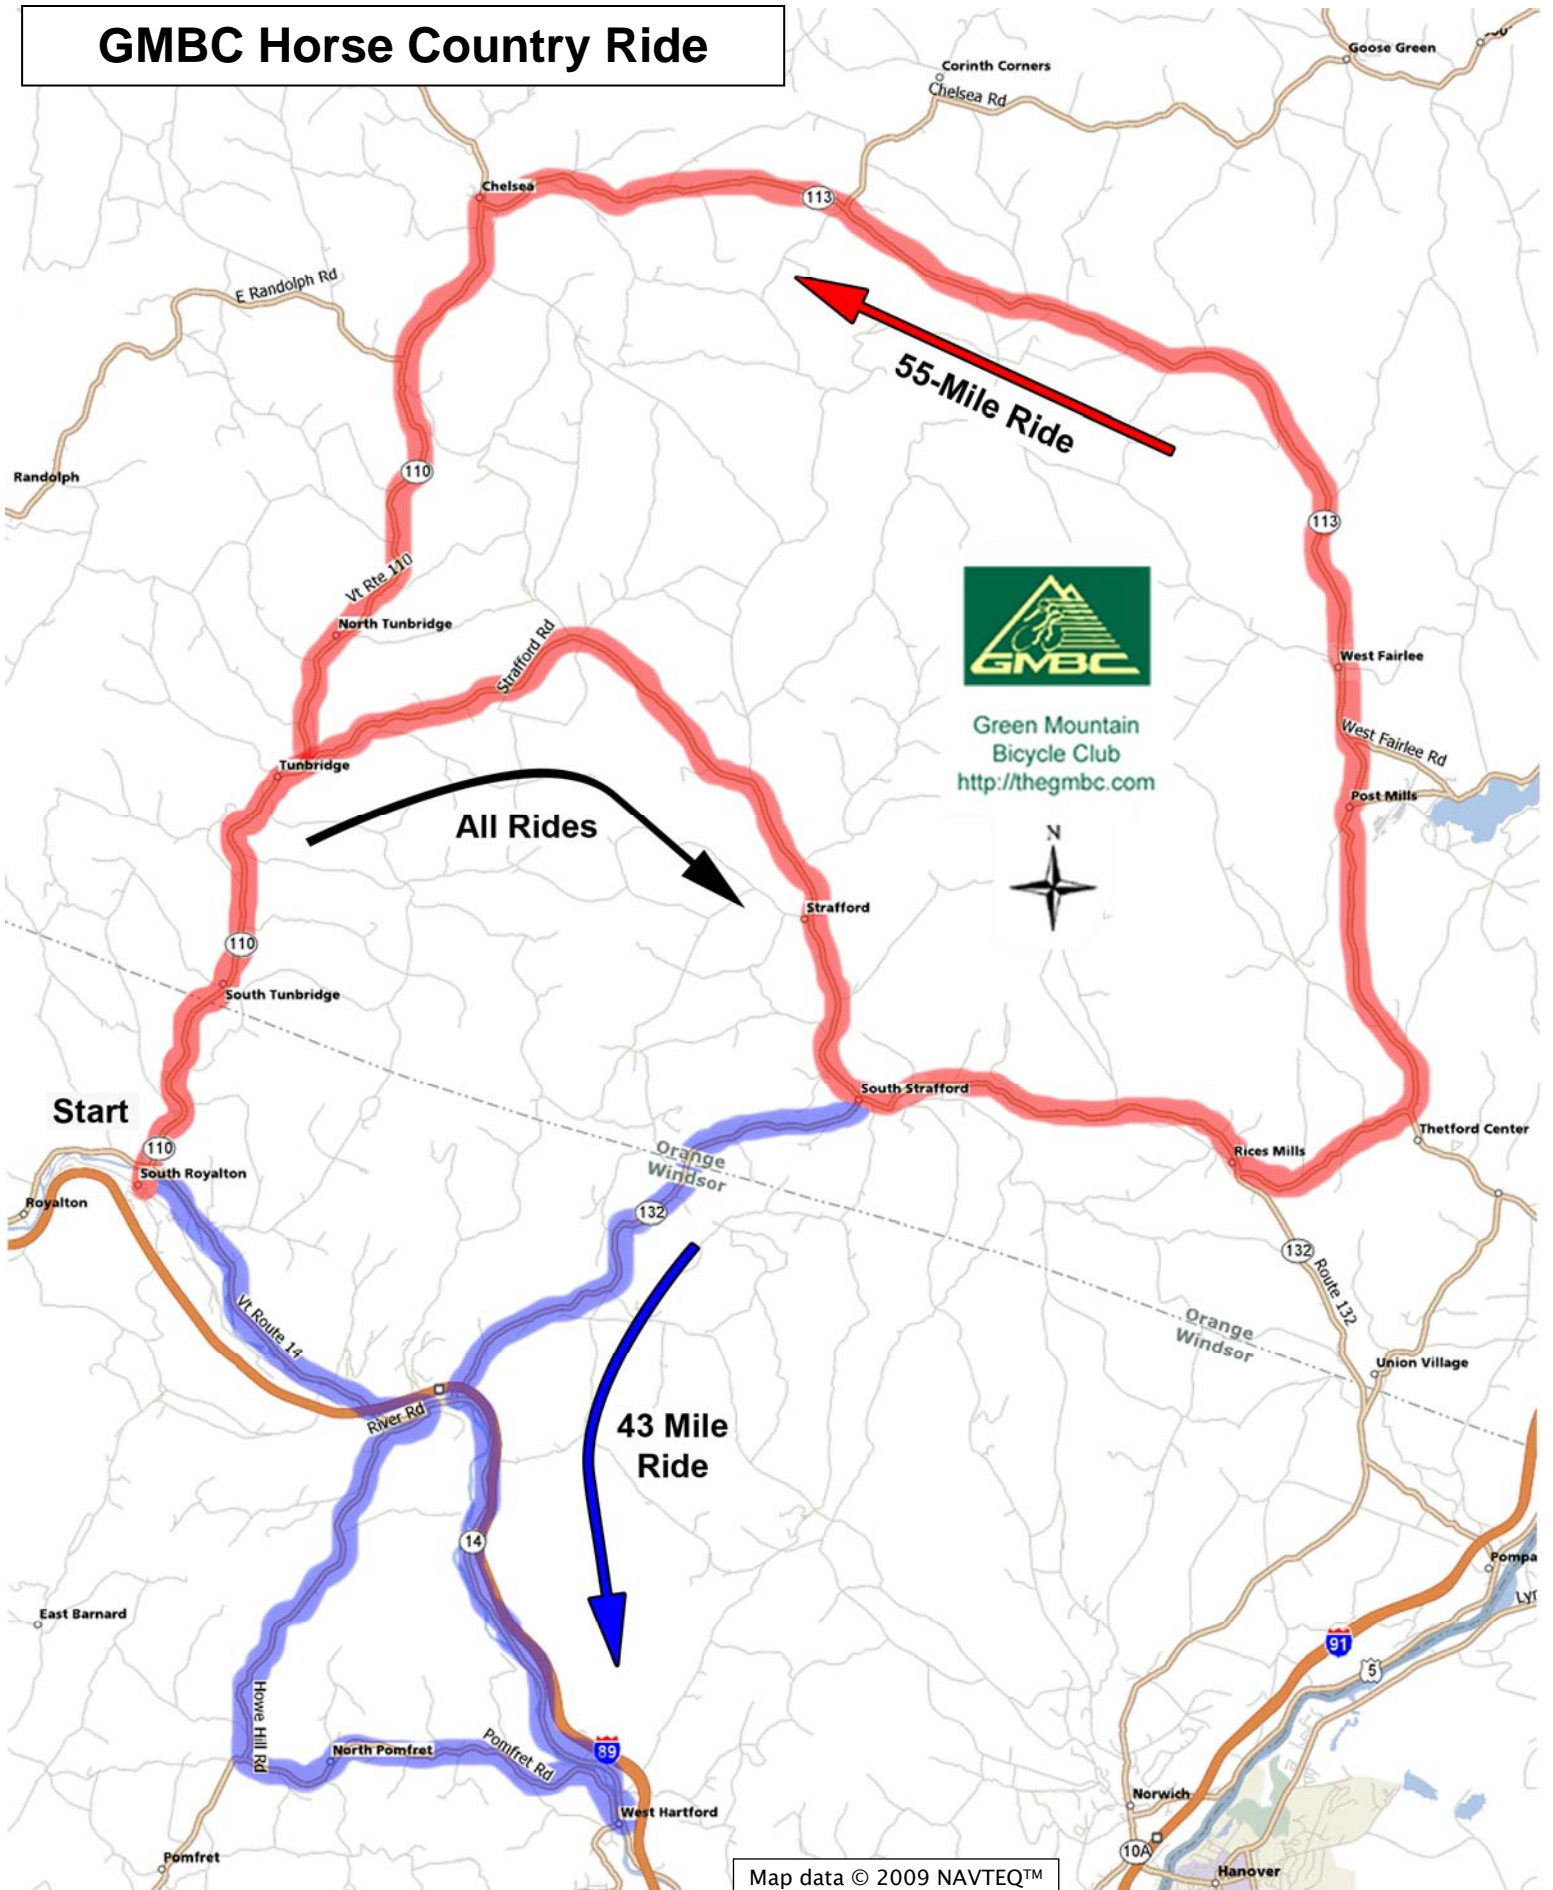 GMBC Horse Country Ride
Goose Green
Corinth Corners
Chelsea Rd
Chelsea
113
E Randolph Rd
55-Mile Ride
Randolph
110
113
Vt Rte 110
North Tunbridge
Strafford Rd
GMBC
West Fairlee
Green Mountain
Bicycle Club
http://thegmbc.com
West Fairlee Rd
Tunbridge
Post Mills
All Rides
N
Strafford
110
South Tunbridge
South Strafford
Start
Thetford Center
110
Orange
Windsor
Rices Mills
South Royalton
Royalton
132
132
Route 132
Vt Route 14
Orange
Windsor
Union Village
River Rd
43 Mile
Ride
14
Pompa
Lyr
East Barnard
91
5
Howe Hill Rd
North Pomfret
Pomfret Rd
89
Norwich
West Hartford
10A
Pomfret
Hanover
Map data © 2009 NAVTEQ™